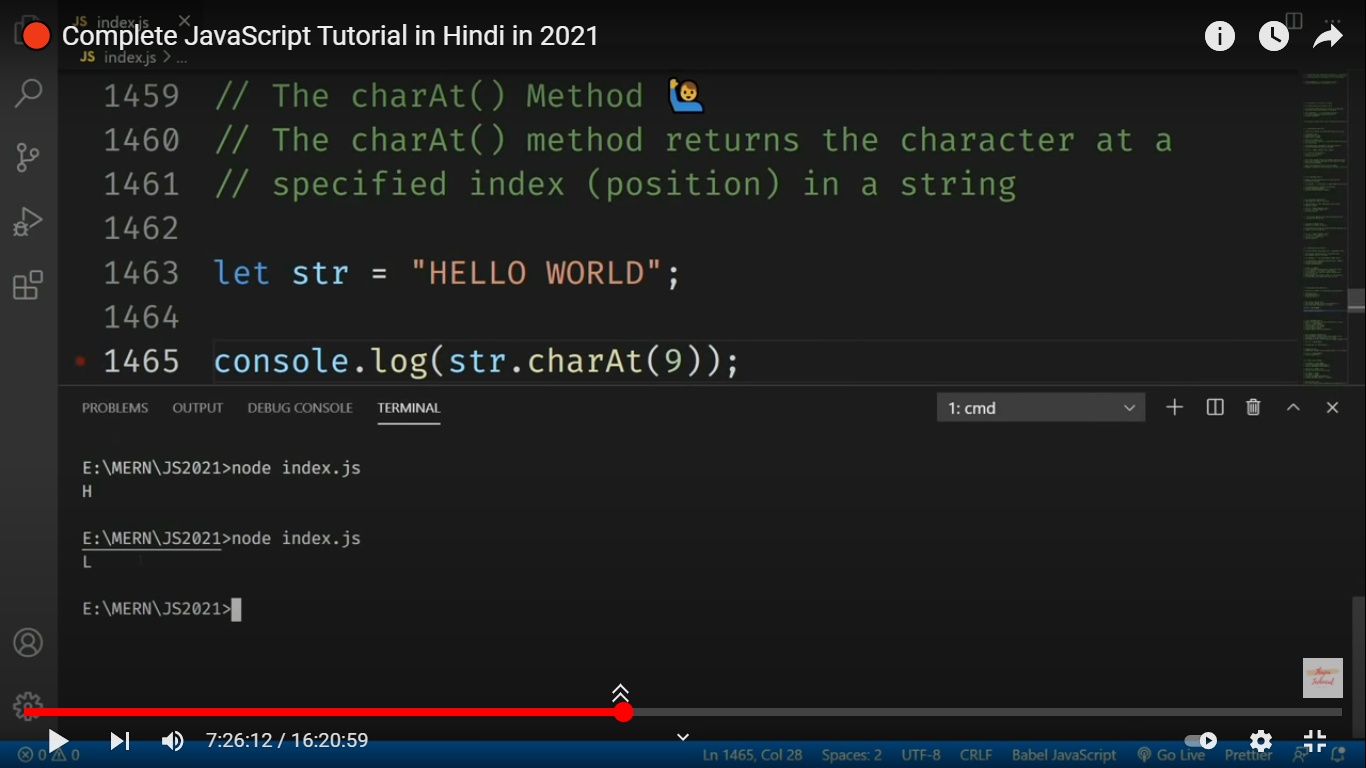 JS index.js
Complete JavaScript Tutorial in Hindi in 2021
JS index.js > ...
1459 // The charAt() Method 🙋‍♂️
1460 // The charAt() method returns the character at a
1461 // specified index (position) in a string
1462
1463 let str = "HELLO WORLD";
1464
1465 console.log(str.charAt(9));
PROBLEMS OUTPUT DEBUG CONSOLE TERMINAL 1: cmd
E:\MERN\JS2021>node index.js
H
E:\MERN\JS2021>node index.js
L
E:\MERN\JS2021>
7:26:12 / 16:20:59
0 0 Ln 1465, Col 28 Spaces: 2 UTF-8 CRLF Babel JavaScript Go Live Prettier